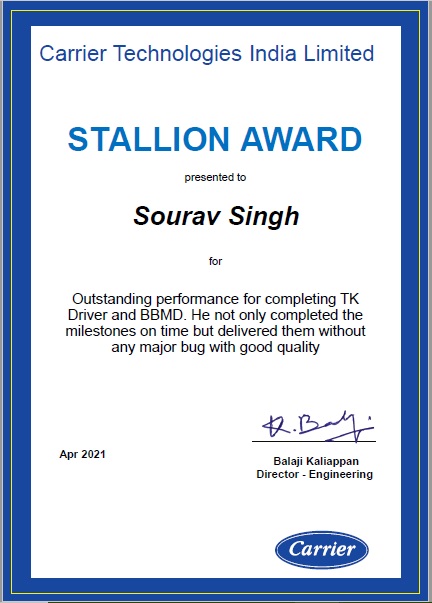 Carrier Technologies India Limited
STALLION AWARD
presented to
Sourav Singh
for
Outstanding performance for completing TK
Driver and BBMD. He not only completed the
milestones on time but delivered them without
any major bug with good quality
K. Balaji.
Apr 2021
Balaji Kaliappan
Director - Engineering
Carrier